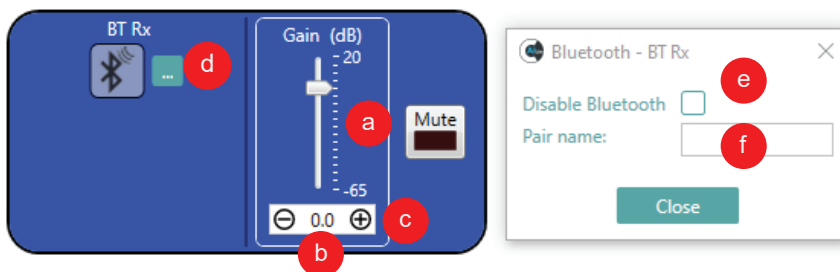 BT Rx
...
d
Gain (dB)
20
a
Mute
-65
0.0
c
b
Bluetooth - BT Rx
e
Disable Bluetooth
Pair name:
f
Close